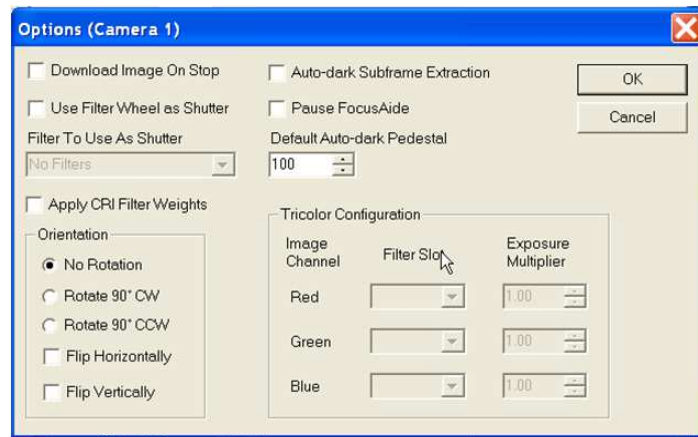 Options (Camera 1)
Download Image On Stop
Auto-dark Subframe Extraction
OK
Use Filter Wheel as Shutter
Pause FocusAide
Cancel
Filter To Use As Shutter
Default Auto-dark Pedestal
No Filters
100
Apply CRI Filter Weights
Tricolor Configuration
Orientation
Image Channel
Filter Slot
Exposure Multiplier
No Rotation
Rotate 90° CW
Rotate 90° CCW
Flip Horizontally
Flip Vertically
Red
1.00
Green
1.00
Blue
1.00